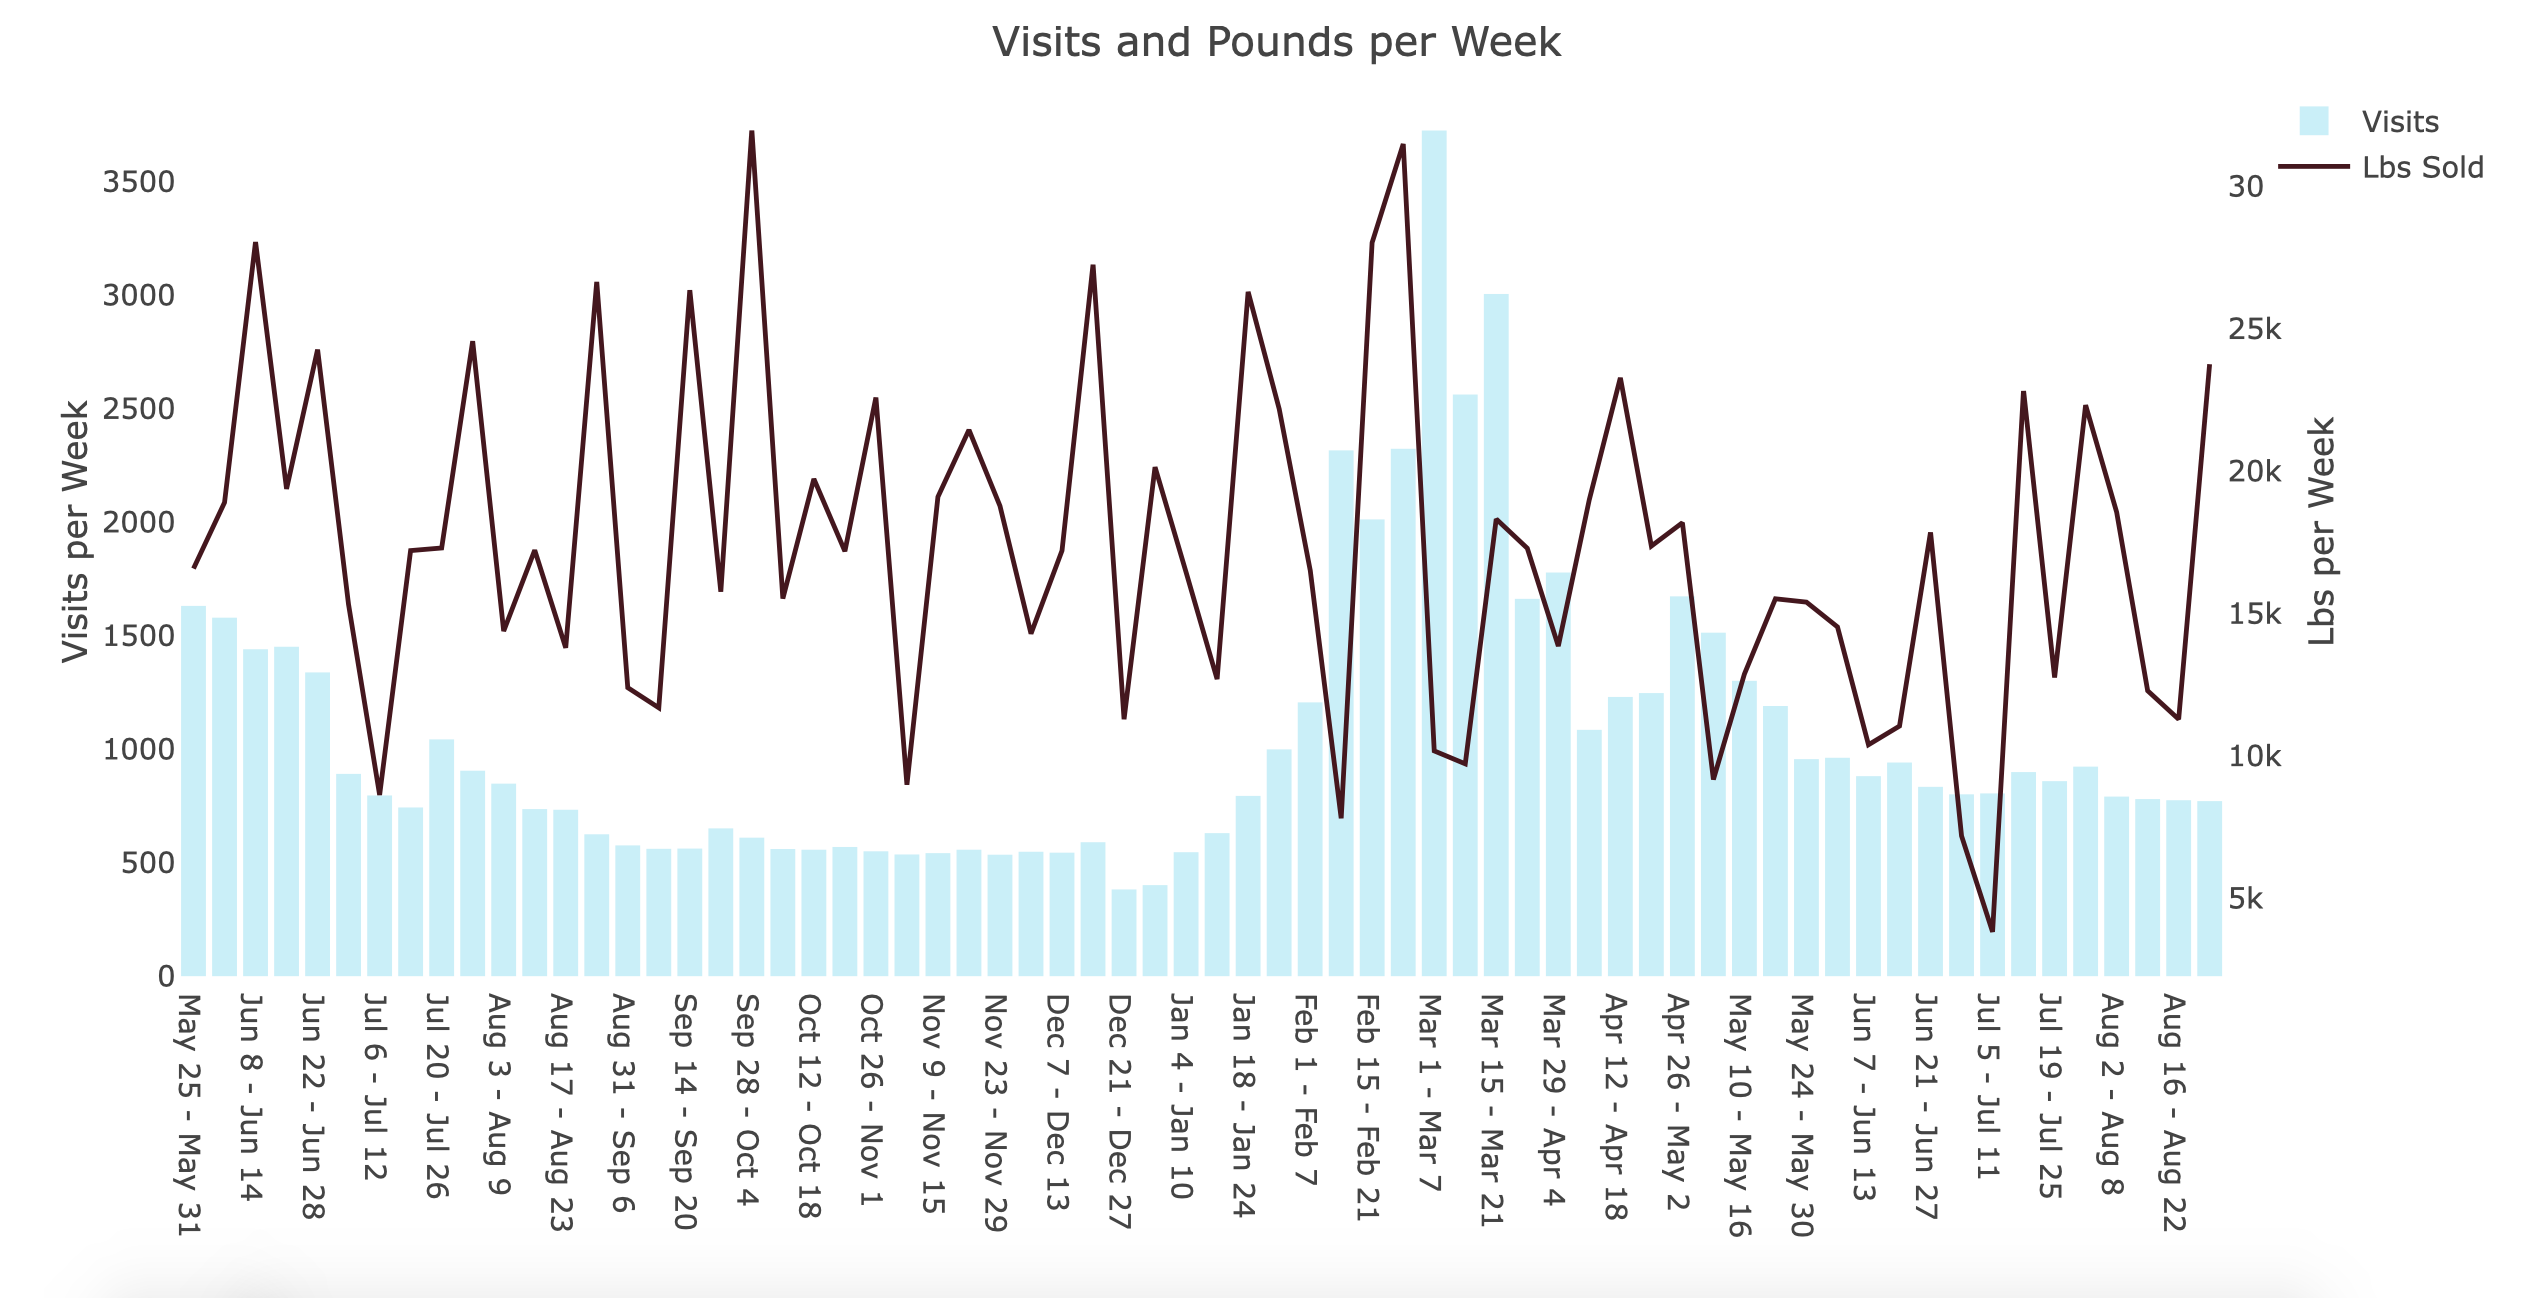 Visits and Pounds per Week
Visits
Lbs Sold
Visits per Week
3500
3000
2500
2000
1500
1000
500
0
30
25k
20k
15k
10k
5k
Lbs per Week
May 25 - May 31
Jun 8 - Jun 14
Jun 22 - Jun 28
Jul 6 - Jul 12
Jul 20 - Jul 26
Aug 3 - Aug 9
Aug 17 - Aug 23
Aug 31 - Sep 6
Sep 14 - Sep 20
Sep 28 - Oct 4
Oct 12 - Oct 18
Oct 26 - Nov 1
Nov 9 - Nov 15
Nov 23 - Nov 29
Dec 7 - Dec 13
Dec 21 - Dec 27
Jan 4 - Jan 10
Jan 18 - Jan 24
Feb 1 - Feb 7
Feb 15 - Feb 21
Mar 1 - Mar 7
Mar 15 - Mar 21
Mar 29 - Apr 4
Apr 12 - Apr 18
Apr 26 - May 2
May 10 - May 16
May 24 - May 30
Jun 7 - Jun 13
Jun 21 - Jun 27
Jul 5 - Jul 11
Jul 19 - Jul 25
Aug 2 - Aug 8
Aug 16 - Aug 22